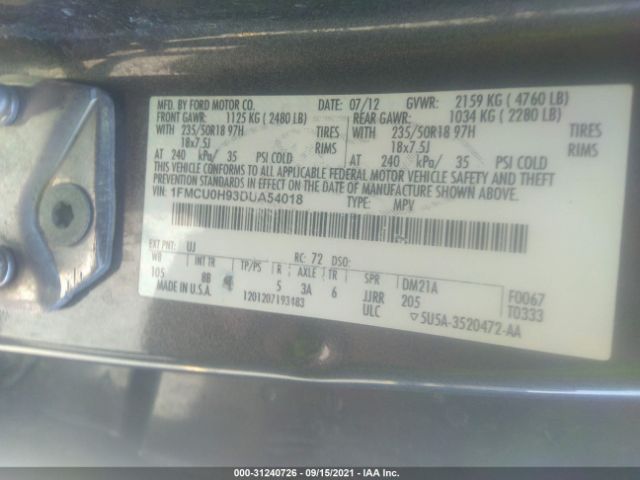 MFD. BY FORD MOTOR CO. DATE: 07/12 GVWR: 2159 KG ( 4760 LB)
FRONT GAWR: 1125 KG ( 2480 LB) REAR GAWR: 1034 KG ( 2280 LB)
WITH 235/50R18 97H TIRES WITH 235/50R18 97H TIRES
18x7.5J RIMS 18x7.5J RIMS
AT 240 kPa/ 35 PSI COLD AT 240 kPa/ 35 PSI COLD
THIS VEHICLE CONFORMS TO ALL APPLICABLE FEDERAL MOTOR VEHICLE SAFETY AND THEFT
PREVENTION STANDARDS IN EFFECT ON THE DATE OF MANUFACTURE SHOWN ABOVE.
VIN: 1FMCU0H93DUA54018 TYPE: MPV
EXT PNT: UJ RC: 72 DSO:
WB INT TR TP/PS R AXLE TR SPR DM21A F0067
105 8B 5 3A 6 JJRR 205 T0333
MADE IN U.S.A. 1201207193483 ULC ▽5U5A-3520472-AA
000-31240726 - 09/15/2021 - IAA Inc.